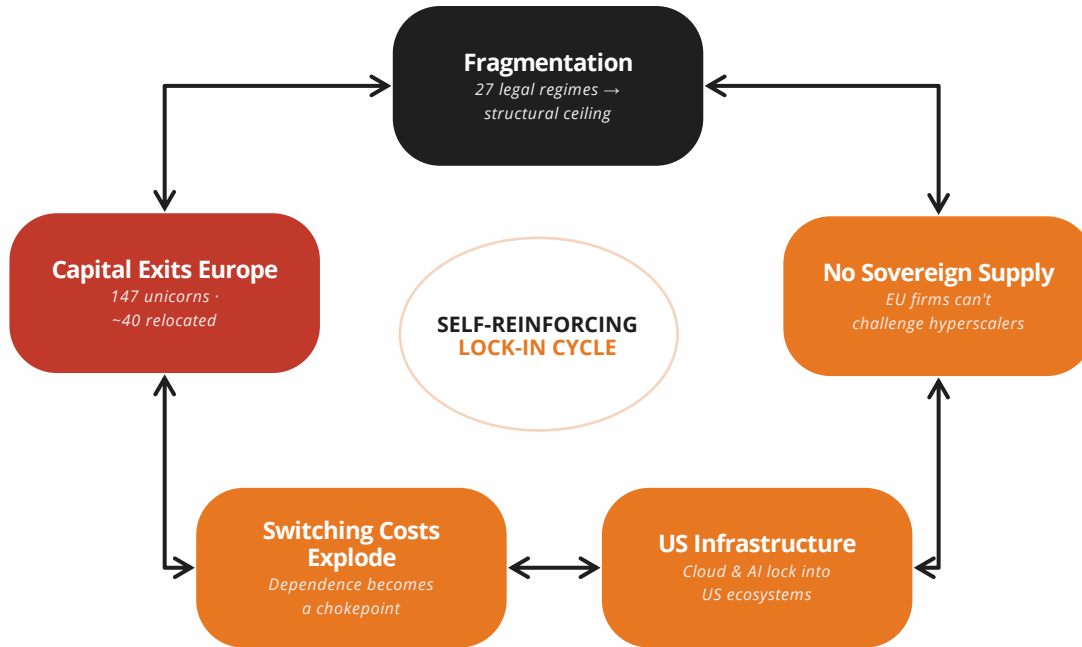 Fragmentation
27 legal regimes →
structural ceiling
Capital Exits Europe
147 unicorns ·
~40 relocated
No Sovereign Supply
EU firms can't
challenge hyperscalers
SELF-REINFORCING
LOCK-IN CYCLE
Switching Costs
Explode
Dependence becomes
a chokepoint
US Infrastructure
Cloud & AI lock into
US ecosystems